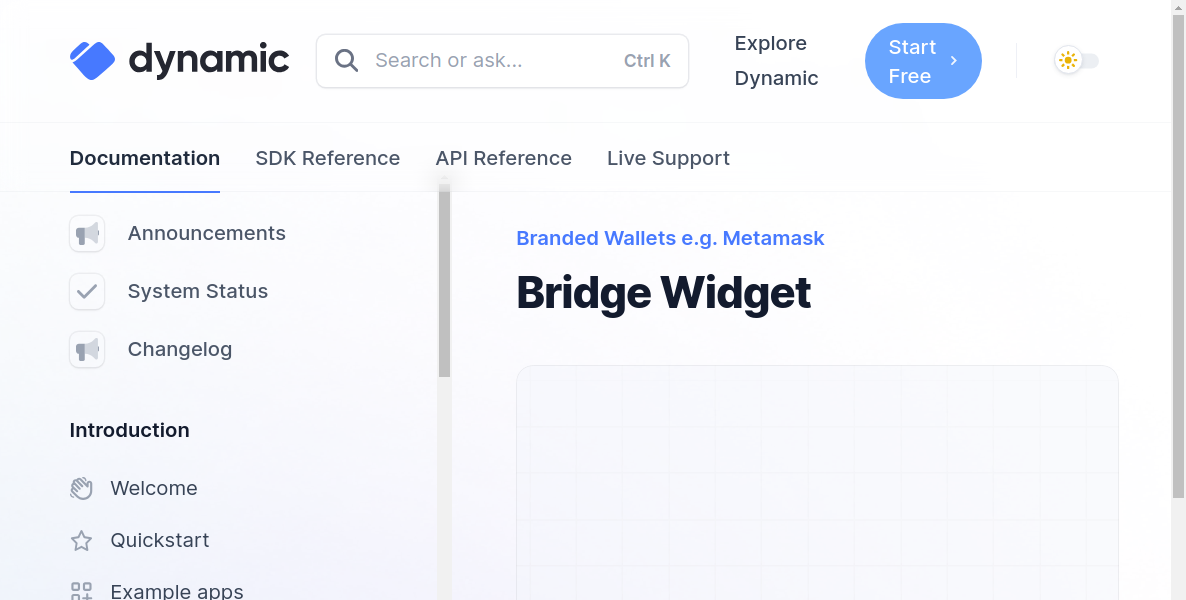 dynamic
Search or ask...
Ctrl K
Explore
Dynamic
Start
Free
Documentation
SDK Reference
API Reference
Live Support
Announcements
System Status
Changelog
Introduction
Welcome
Quickstart
Example apps
Branded Wallets e.g. Metamask
Bridge Widget